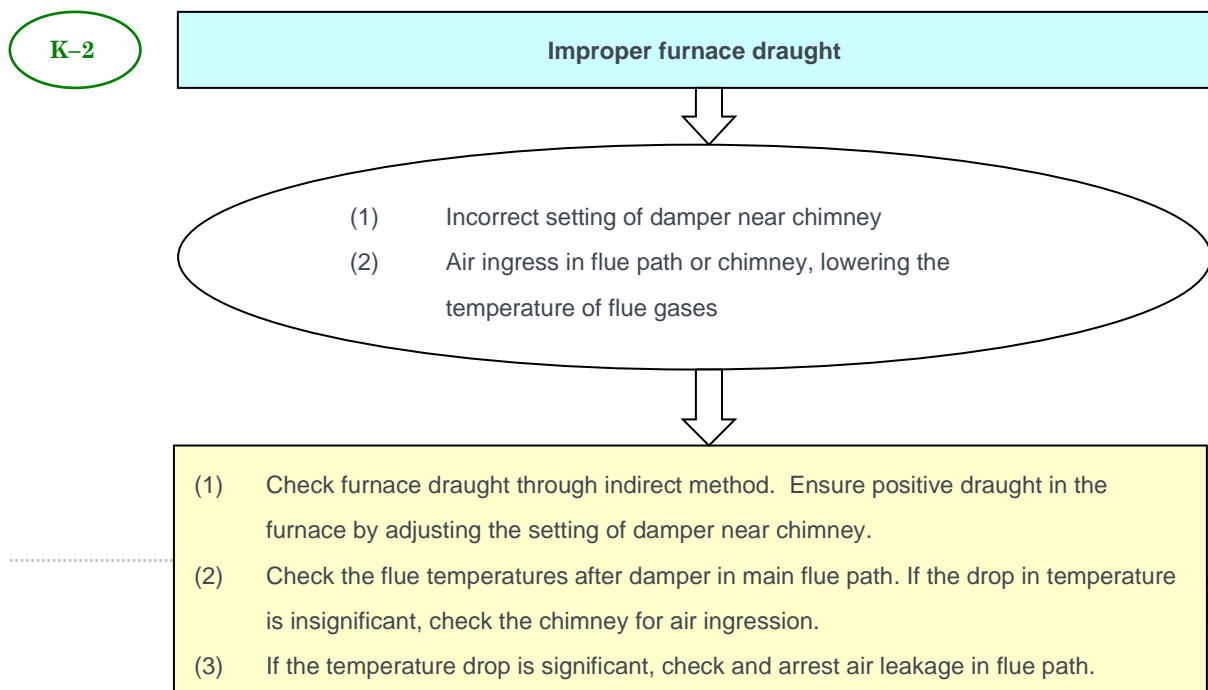 K–2
Improper furnace draught
(1) Incorrect setting of damper near chimney
(2) Air ingress in flue path or chimney, lowering the
temperature of flue gases
(1) Check furnace draught through indirect method. Ensure positive draught in the
furnace by adjusting the setting of damper near chimney.
(2) Check the flue temperatures after damper in main flue path. If the drop in temperature
is insignificant, check the chimney for air ingression.
(3) If the temperature drop is significant, check and arrest air leakage in flue path.